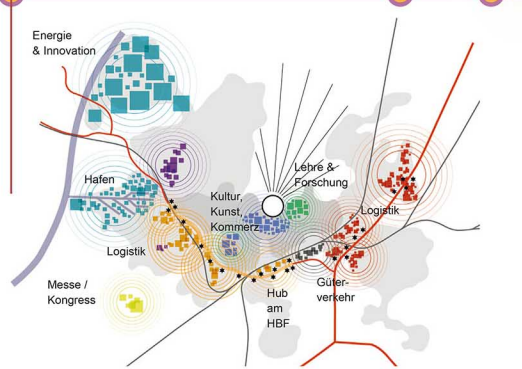 Energie
& Innovation
Lehre &
Forschung
Hafen
Kultur,
Kunst,
Kommerz
Logistik
Logistik
Messe /
Kongress
Hub
am
HBF
Güter-
verkehr